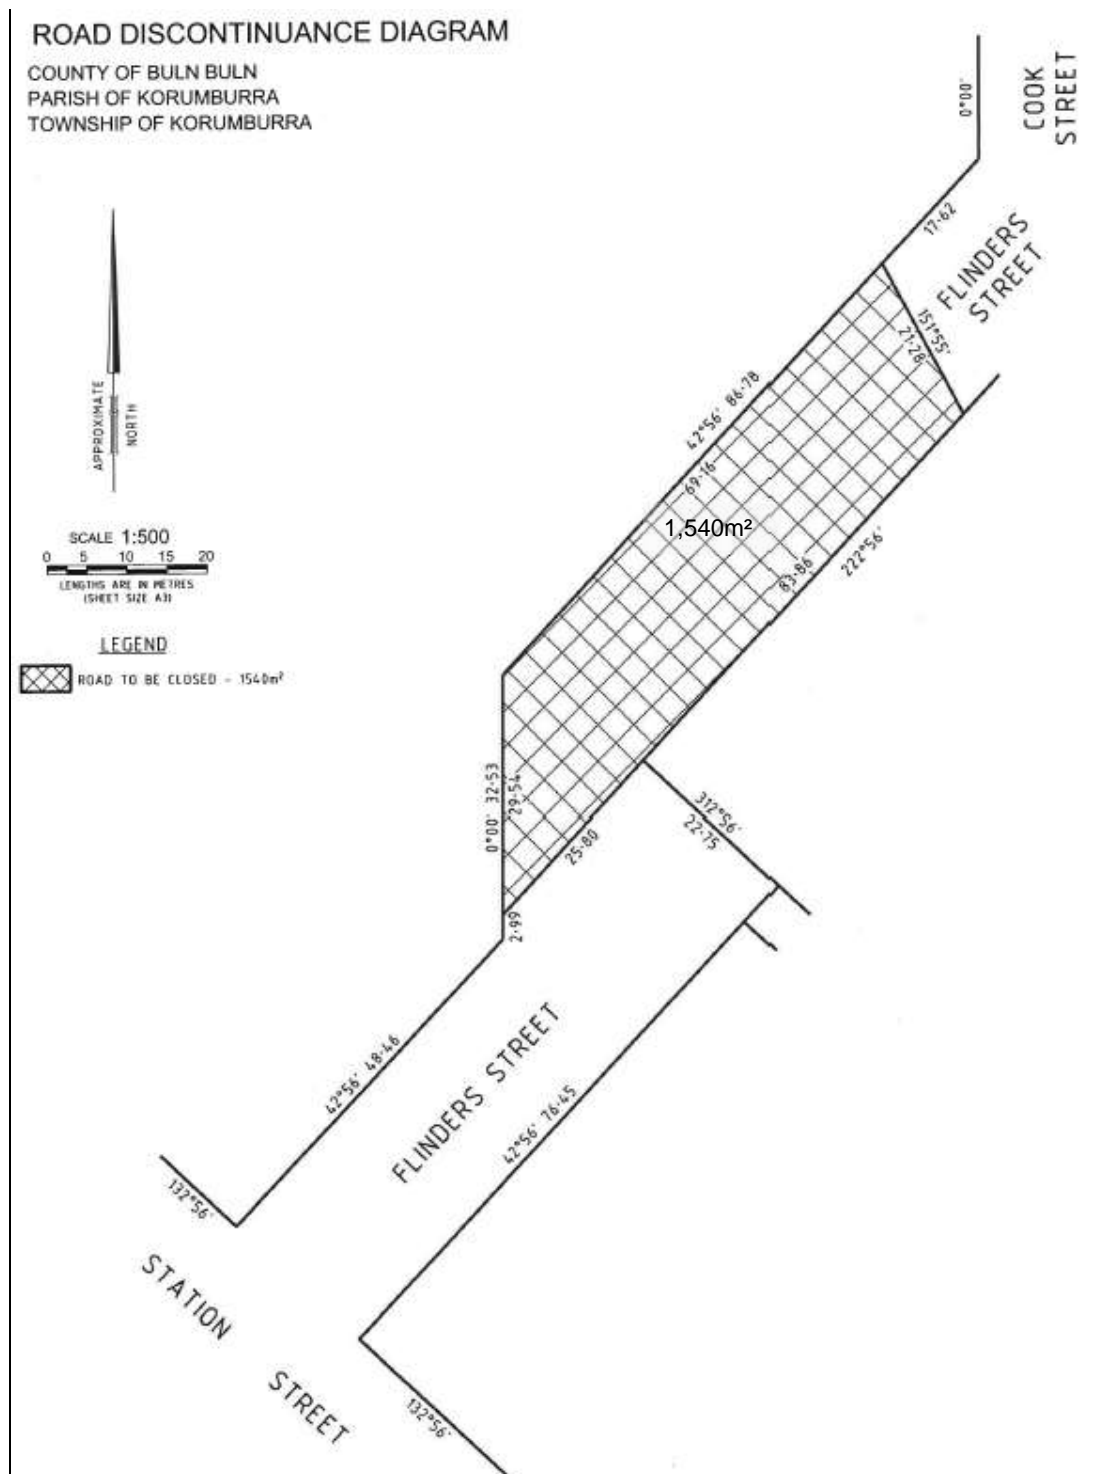 ROAD DISCONTINUANCE DIAGRAM
COUNTY OF BULN BULN
PARISH OF KORUMBURRA
TOWNSHIP OF KORUMBURRA
0°00'
COOK
STREET
17·62
FLINDERS
STREET
151°55'
21·28
APPROXIMATE
NORTH
42°56' 86·78
69·16
1,540m²
83·86
222°56'
SCALE 1:500
0 5 10 15 20
LENGTHS ARE IN METRES
(SHEET SIZE A3)
LEGEND
ROAD TO BE CLOSED - 1540m²
0°00' 32·53
29·54
25·80
312°56'
22·75
2·99
42°56' 48·46
FLINDERS STREET
42°56' 76·45
132°56'
STATION
STREET
132°56'